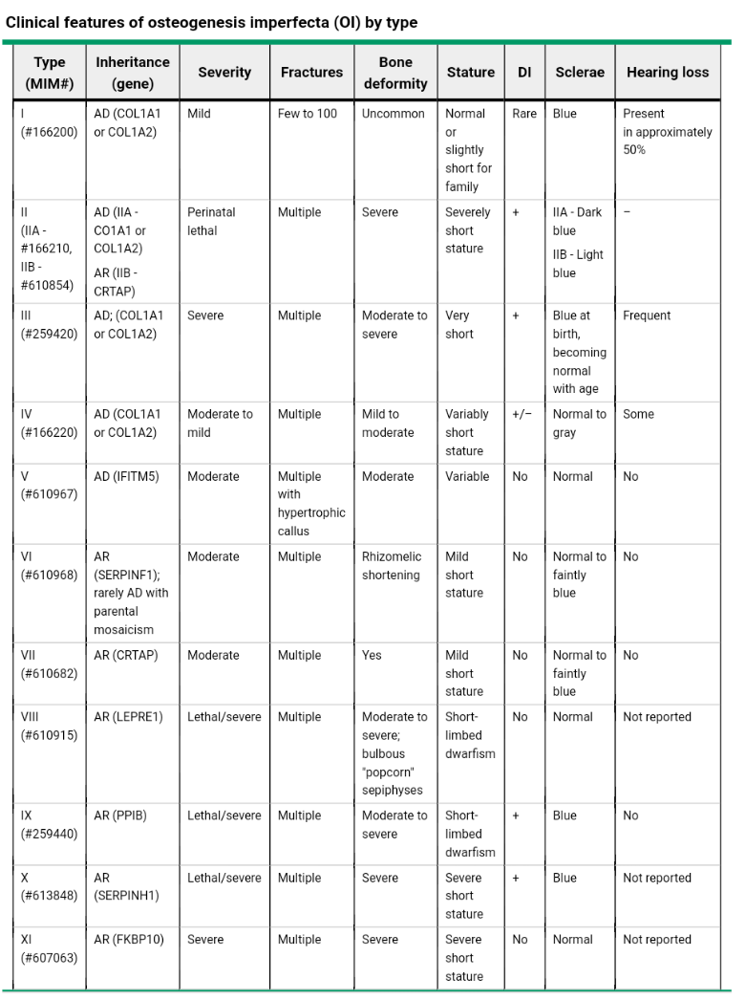 Clinical features of osteogenesis imperfecta (OI) by type
Type (MIM#) Inheritance (gene) Severity Fractures Bone deformity Stature DI Sclerae Hearing loss
I (#166200) AD (COL1A1 or COL1A2) Mild Few to 100 Uncommon Normal or slightly short for family Rare Blue Present in approximately 50%
II (IIA - #166210, IIB - #610854) AD (IIA - CO1A1 or COL1A2) AR (IIB - CRTAP) Perinatal lethal Multiple Severe Severely short stature + IIA - Dark blue IIB - Light blue –
III (#259420) AD; (COL1A1 or COL1A2) Severe Multiple Moderate to severe Very short + Blue at birth, becoming normal with age Frequent
IV (#166220) AD (COL1A1 or COL1A2) Moderate to mild Multiple Mild to moderate Variably short stature +/– Normal to gray Some
V (#610967) AD (IFITM5) Moderate Multiple with hypertrophic callus Moderate Variable No Normal No
VI (#610968) AR (SERPINF1); rarely AD with parental mosaicism Moderate Multiple Rhizomelic shortening Mild short stature No Normal to faintly blue No
VII (#610682) AR (CRTAP) Moderate Multiple Yes Mild short stature No Normal to faintly blue No
VIII (#610915) AR (LEPRE1) Lethal/severe Multiple Moderate to severe; bulbous "popcorn" sepiphyses Short-limbed dwarfism No Normal Not reported
IX (#259440) AR (PPIB) Lethal/severe Multiple Moderate to severe Short-limbed dwarfism + Blue No
X (#613848) AR (SERPINH1) Lethal/severe Multiple Severe Severe short stature + Blue Not reported
XI (#607063) AR (FKBP10) Severe Multiple Severe Severe short stature No Normal Not reported